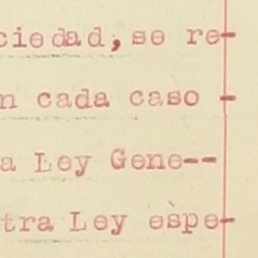 ciedad, se re-
n cada caso -
a Ley Gene--
tra Ley espe-